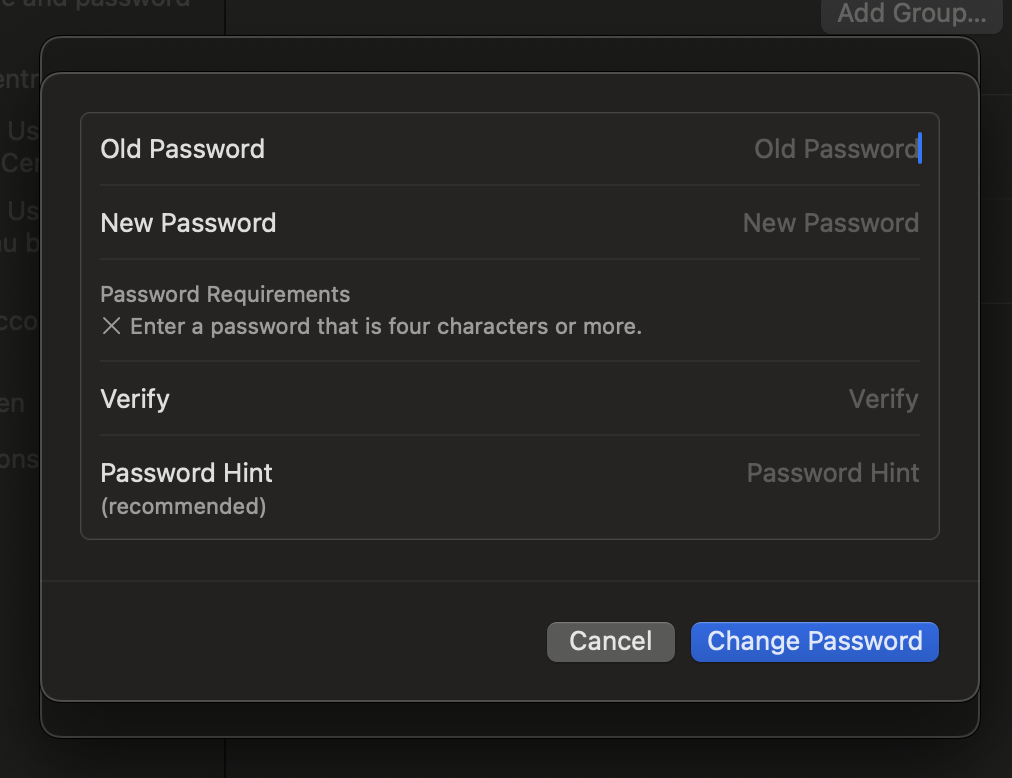 e and password
Add Group...
entr
Us
Cer
Us
nu b
cco
en
ons
Old Password Old Password
New Password New Password
Password Requirements
✕ Enter a password that is four characters or more.
Verify Verify
Password Hint Password Hint
(recommended)
Cancel Change Password